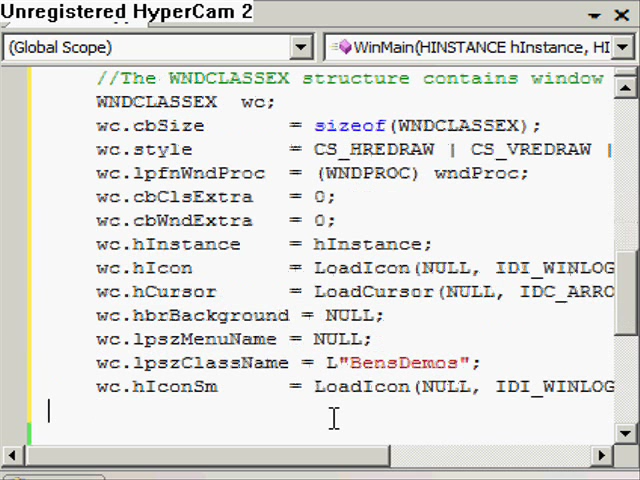 Unregistered HyperCam 2
(Global Scope) WinMain(HINSTANCE hInstance, HI
//The WNDCLASSEX structure contains window
WNDCLASSEX wc;
wc.cbSize = sizeof(WNDCLASSEX);
wc.style = CS_HREDRAW | CS_VREDRAW |
wc.lpfnWndProc = (WNDPROC) wndProc;
wc.cbClsExtra = 0;
wc.cbWndExtra = 0;
wc.hInstance = hInstance;
wc.hIcon = LoadIcon(NULL, IDI_WINLOG
wc.hCursor = LoadCursor(NULL, IDC_ARRO
wc.hbrBackground = NULL;
wc.lpszMenuName = NULL;
wc.lpszClassName = L"BensDemos";
wc.hIconSm = LoadIcon(NULL, IDI_WINLOG